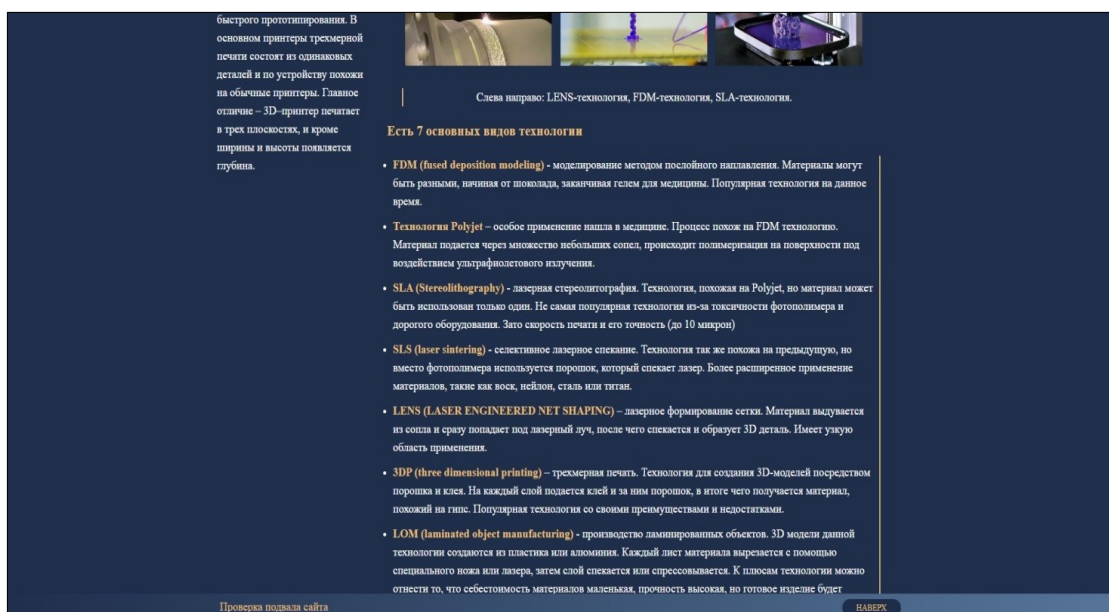 быстрого прототипирования. В
основном принтеры трехмерной
печати состоят из одинаковых
деталей и по устройству похожи
на обычные принтеры. Главное
отличие – 3D–принтер печатает
в трех плоскостях, и кроме
ширины и высоты появляется
глубина.
Слева направо: LENS-технология, FDM-технология, SLA-технология.
Есть 7 основных видов технологии
• FDM (fused deposition modeling) - моделирование методом послойного наплавления. Материалы могут
быть разными, начиная от шоколада, заканчивая гелем для медицины. Популярная технология на данное
время.
• Технология Polyjet – особое применение нашла в медицине. Процесс похож на FDM технологию.
Материал подается через множество небольших сопел, происходит полимеризация на поверхности под
воздействием ультрафиолетового излучения.
• SLA (Stereolithography) - лазерная стереолитография. Технология, похожая на Polyjet, но материал может
быть использован только один. Не самая популярная технология из-за токсичности фотополимера и
дорогого оборудования. Зато скорость печати и его точность (до 10 микрон)
• SLS (laser sintering) - селективное лазерное спекание. Технология так же похожа на предыдущую, но
вместо фотополимера используется порошок, который спекает лазер. Более расширенное применение
материалов, такие как воск, нейлон, сталь или титан.
• LENS (LASER ENGINEERED NET SHAPING) – лазерное формирование сетки. Материал выдувается
из сопла и сразу попадает под лазерный луч, после чего спекается и образует 3D деталь. Имеет узкую
область применения.
• 3DP (three dimensional printing) – трехмерная печать. Технология для создания 3D-моделей посредством
порошка и клея. На каждый слой подается клей и за ним порошок, в итоге чего получается материал,
похожий на гипс. Популярная технология со своими преимуществами и недостатками.
• LOM (laminated object manufacturing) - производство ламинированных объектов. 3D модели данной
технологии создаются из пластика или алюминия. Каждый лист материала вырезается с помощью
специального ножа или лазера, затем слой спекается или спрессовывается. К плюсам технологии можно
отнести то, что себестоимость материалов маленькая, прочность высокая, но готовое изделие будет
Проверка подвала сайта
НАВЕРХ